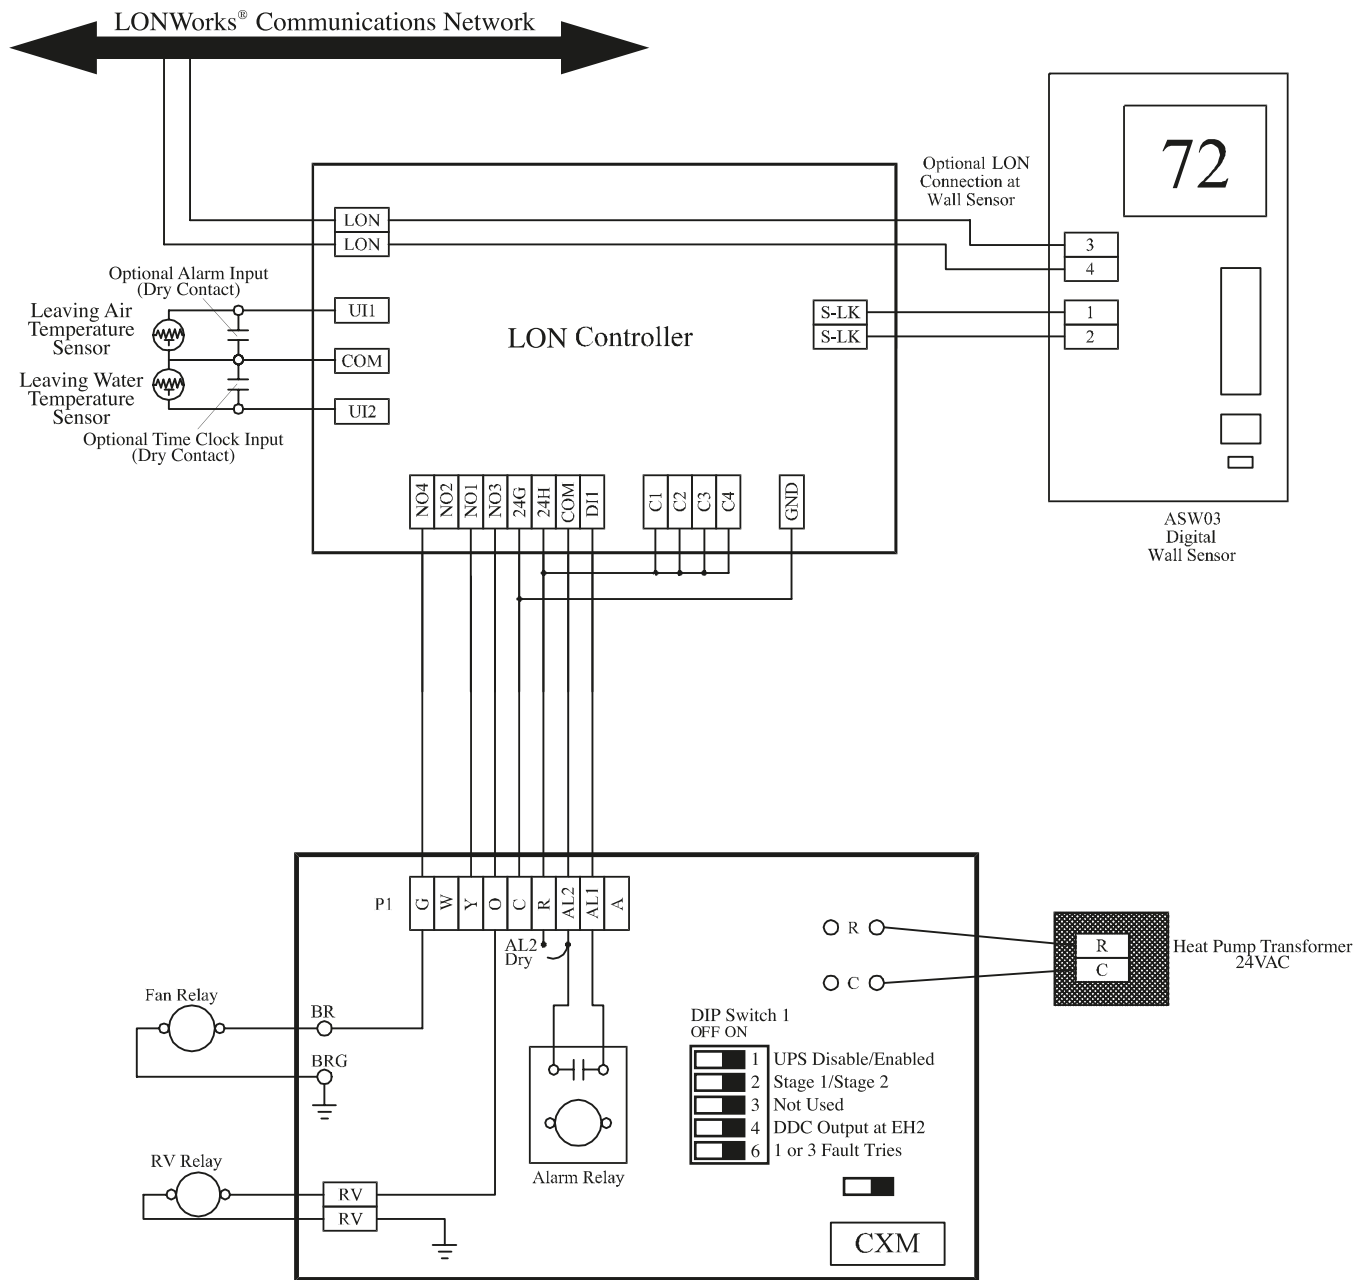 LONWorks® Communications Network
72
Optional LON
Connection at
Wall Sensor
LON
LON
3
4
Optional Alarm Input
(Dry Contact)
Leaving Air
Temperature
Sensor
UI1
COM
UI2
Leaving Water
Temperature
Sensor
Optional Time Clock Input
(Dry Contact)
LON Controller
S-LK
S-LK
1
2
NO4
NO2
NO1
NO3
24G
24H
COM
DI1
C1
C2
C3
C4
GND
ASW03
Digital
Wall Sensor
P1
G
W
Y
O
C
R
AL2
AL1
A
AL2
Dry
R
C
R
C
Heat Pump Transformer
24VAC
Fan Relay
BR
BRG
DIP Switch 1
OFF ON
1 UPS Disable/Enabled
2 Stage 1/Stage 2
3 Not Used
4 DDC Output at EH2
6 1 or 3 Fault Tries
Alarm Relay
RV Relay
RV
RV
CXM